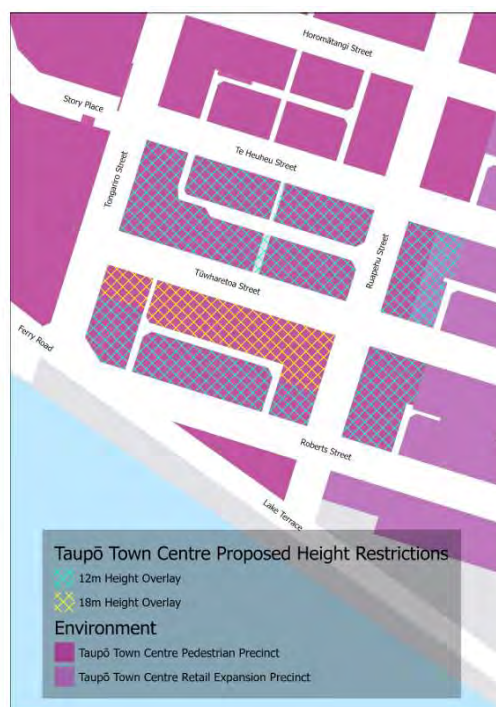 Horomātangi Street
Story Place
Te Heuheu Street
Tongariro Street
Ruapehu Street
Tūwharetoa Street
Ferry Road
Roberts Street
Lake Terrace
Taupō Town Centre Proposed Height Restrictions
12m Height Overlay
18m Height Overlay
Environment
Taupō Town Centre Pedestrian Precinct
Taupō Town Centre Retail Expansion Precinct